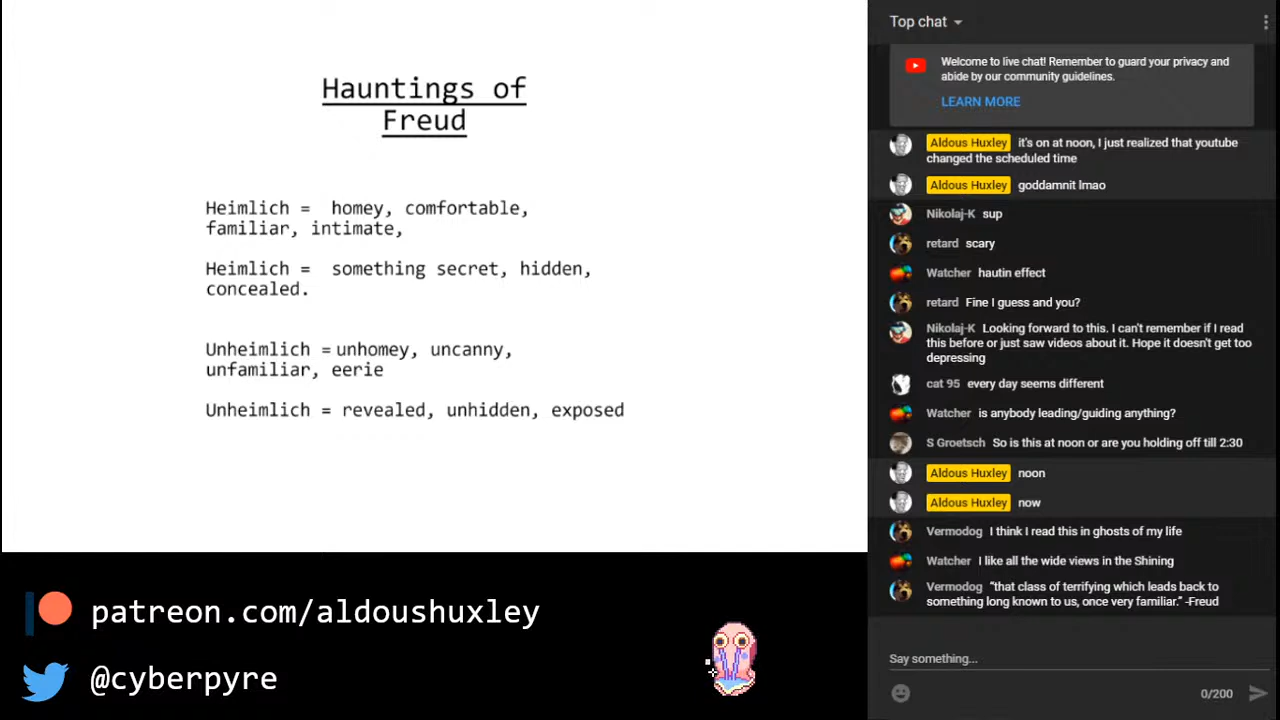 Hauntings of
Freud
Heimlich = homey, comfortable,
familiar, intimate,
Heimlich = something secret, hidden,
concealed.
Unheimlich = unhomey, uncanny,
unfamiliar, eerie
Unheimlich = revealed, unhidden, exposed
patreon.com/aldoushuxley
@cyberpyre
Top chat
Welcome to live chat! Remember to guard your privacy and
abide by our community guidelines.
LEARN MORE
Aldous Huxley it's on at noon, I just realized that youtube
changed the scheduled time
Aldous Huxley goddamnit lmao
Nikolaj-K sup
retard scary
Watcher hautin effect
retard Fine I guess and you?
Nikolaj-K Looking forward to this. I can't remember if I read
this before or just saw videos about it. Hope it doesn't get too
depressing
cat 95 every day seems different
Watcher is anybody leading/guiding anything?
S Groetsch So is this at noon or are you holding off till 2:30
Aldous Huxley noon
Aldous Huxley now
Vermodog I think I read this in ghosts of my life
Watcher I like all the wide views in the Shining
Vermodog "that class of terrifying which leads back to
something long known to us, once very familiar." -Freud
Say something...
0/200